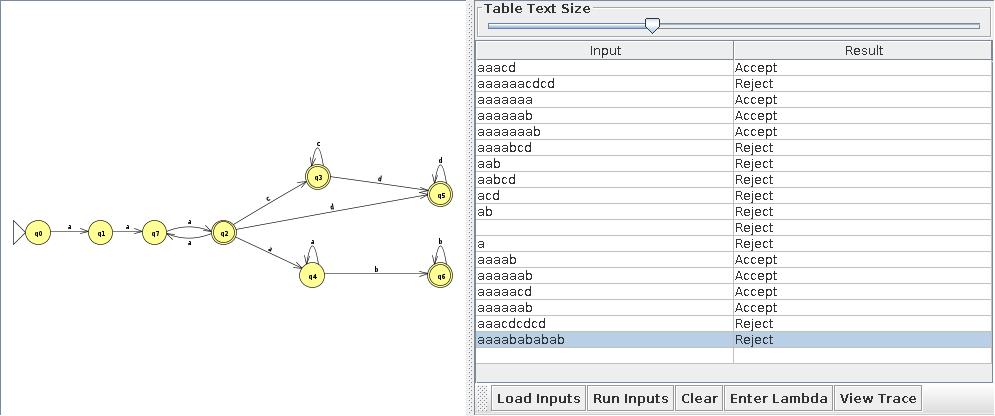 Table Text Size
Input Result
aaacd Accept
aaaaaacdcd Reject
aaaaaaa Accept
aaaaaab Accept
aaaaaaab Accept
aaaabcd Reject
aab Reject
aabcd Reject
acd Reject
ab Reject
Reject
a Reject
aaaab Accept
aaaaaab Accept
aaaaacd Accept
aaaaaab Accept
aaacdcdcd Reject
aaaabababab Reject
Load Inputs Run Inputs Clear Enter Lambda View Trace
c
d
q3 d
q5
c
d
a
q0 a q1 a q7 q2
a
a
a b
q4 b q6